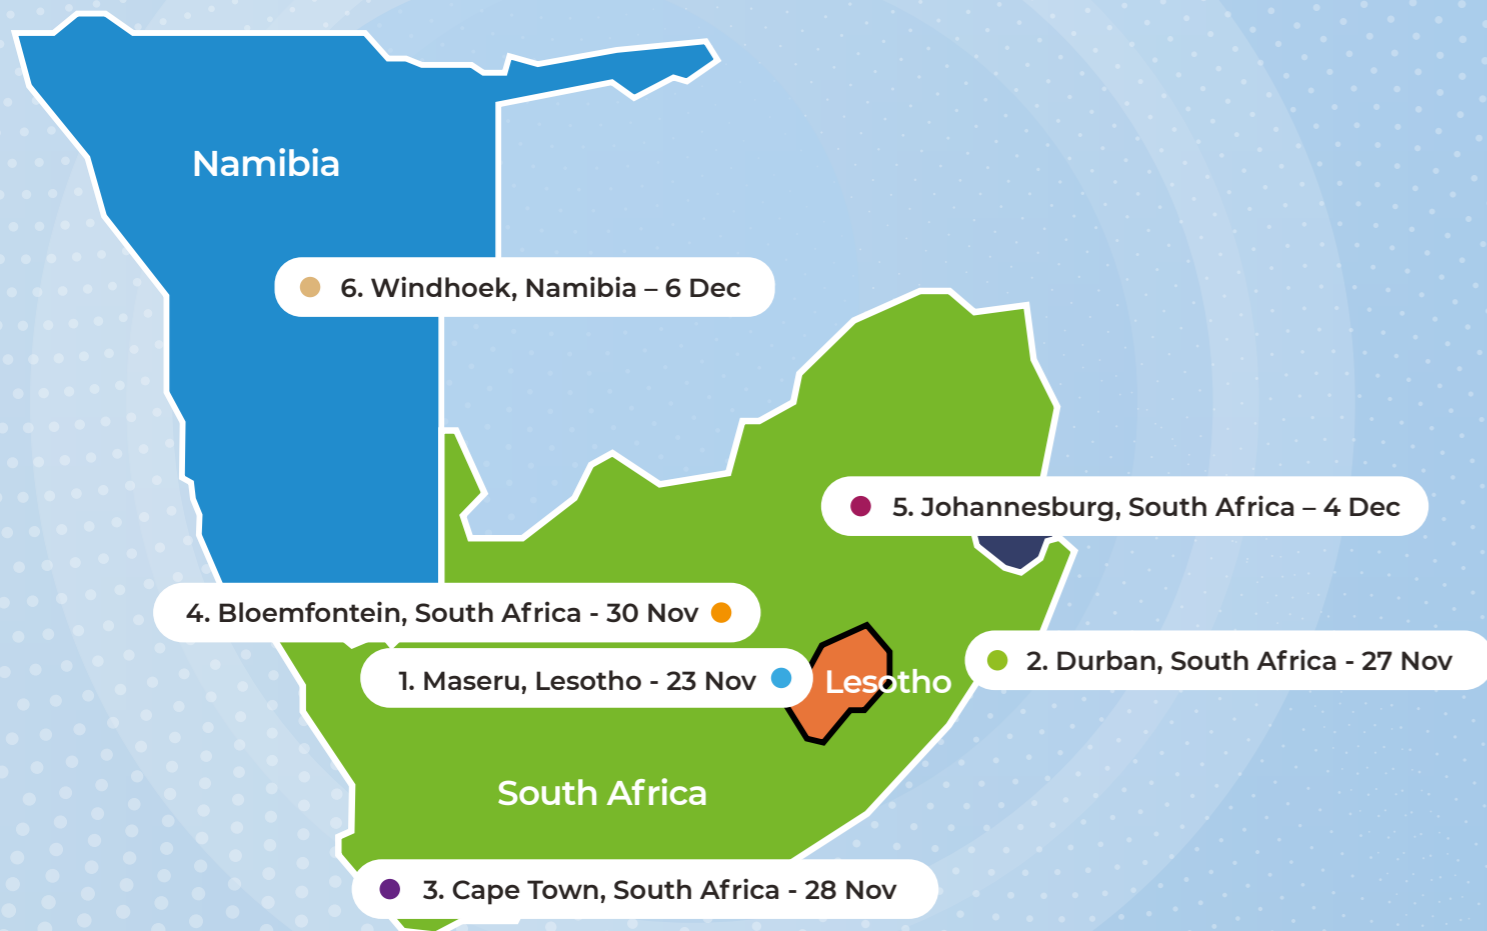 Namibia
6. Windhoek, Namibia – 6 Dec
5. Johannesburg, South Africa – 4 Dec
4. Bloemfontein, South Africa - 30 Nov
2. Durban, South Africa - 27 Nov
1. Maseru, Lesotho - 23 Nov
Lesotho
South Africa
3. Cape Town, South Africa - 28 Nov